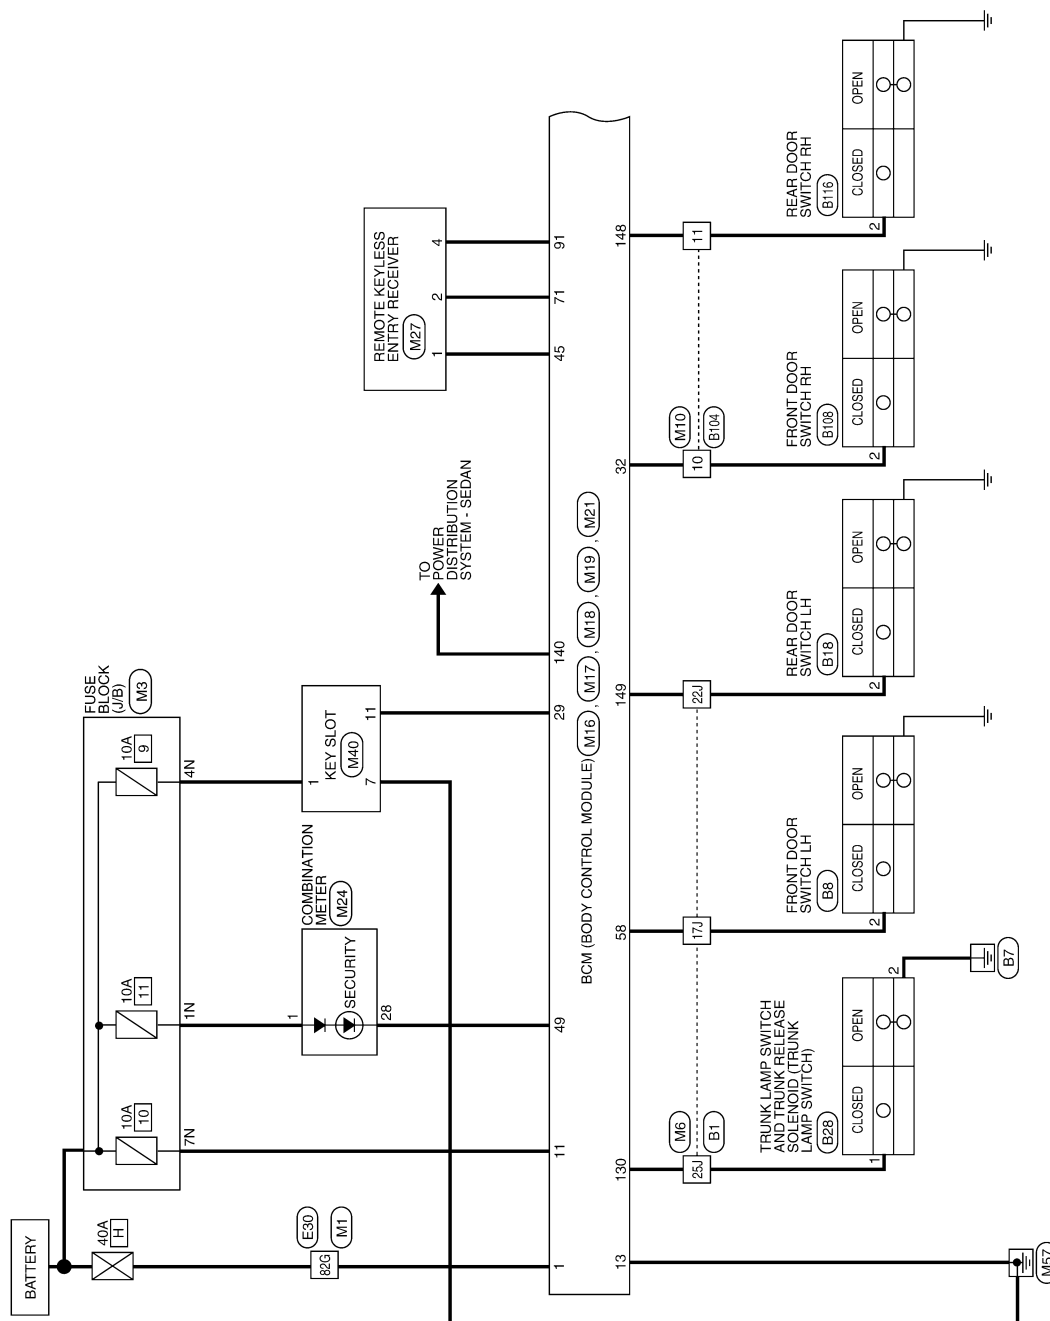 BATTERY
40A
H
E30
M1
82G
1
13
M57
FUSE
BLOCK
(J/B)
M3
10A
10
7N
11
10A
11
1N
10A
9
4N
COMBINATION
METER
M24
1
SECURITY
28
49
KEY SLOT
M40
1
7
11
29
140
TO
POWER
DISTRIBUTION
SYSTEM - SEDAN
REMOTE KEYLESS
ENTRY RECEIVER
M27
1
2
4
45
71
91
BCM (BODY CONTROL MODULE) M16 , M17 , M18 , M19 , M21
130
25J
M6
B1
TRUNK LAMP SWITCH
AND TRUNK RELEASE
SOLENOID (TRUNK
LAMP SWITCH)
B28
CLOSED
OPEN
1
2
B7
58
17J
FRONT DOOR
SWITCH LH
B8
CLOSED
OPEN
2
149
22J
REAR DOOR
SWITCH LH
B18
CLOSED
OPEN
2
32
10
M10
B104
FRONT DOOR
SWITCH RH
B108
CLOSED
OPEN
2
148
11
REAR DOOR
SWITCH RH
B116
CLOSED
OPEN
2